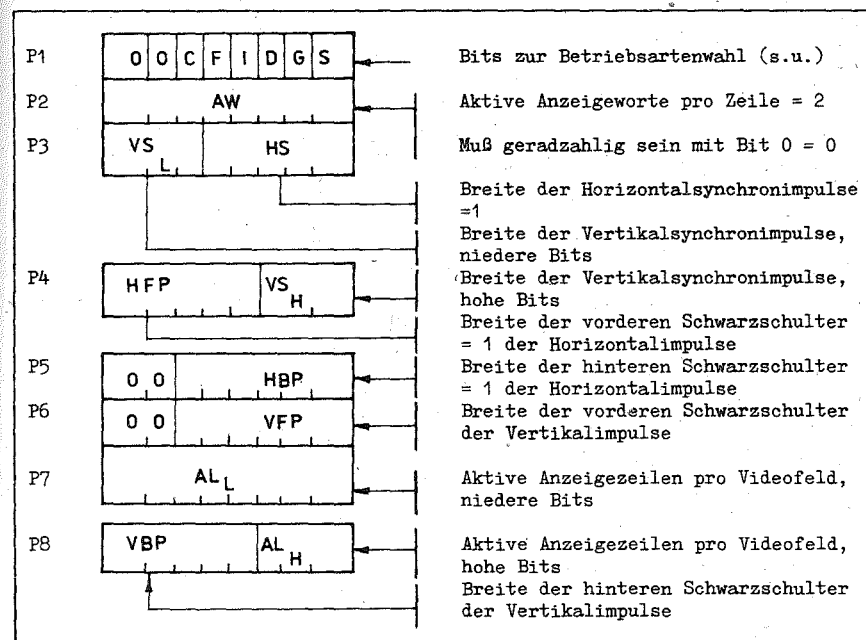 P1 0 0 C F I D G S Bits zur Betriebsartenwahl (s.u.)
P2 AW Aktive Anzeigeworte pro Zeile = 2
P3 VS L HS Muß geradzahlig sein mit Bit 0 = 0
Breite der Horizontalsynchronimpulse
=1
Breite der Vertikalsynchronimpulse,
niedere Bits
P4 HFP VS H Breite der Vertikalsynchronimpulse,
hohe Bits
Breite der vorderen Schwarzschulter
= 1 der Horizontalimpulse
P5 0 0 HBP Breite der hinteren Schwarzschulter
= 1 der Horizontalimpulse
P6 0 0 VFP Breite der vorderen Schwarzschulter
der Vertikalimpulse
P7 AL L Aktive Anzeigezeilen pro Videofeld,
niedere Bits
P8 VBP AL H Aktive Anzeigezeilen pro Videofeld,
hohe Bits
Breite der hinteren Schwarzschulter
der Vertikalimpulse